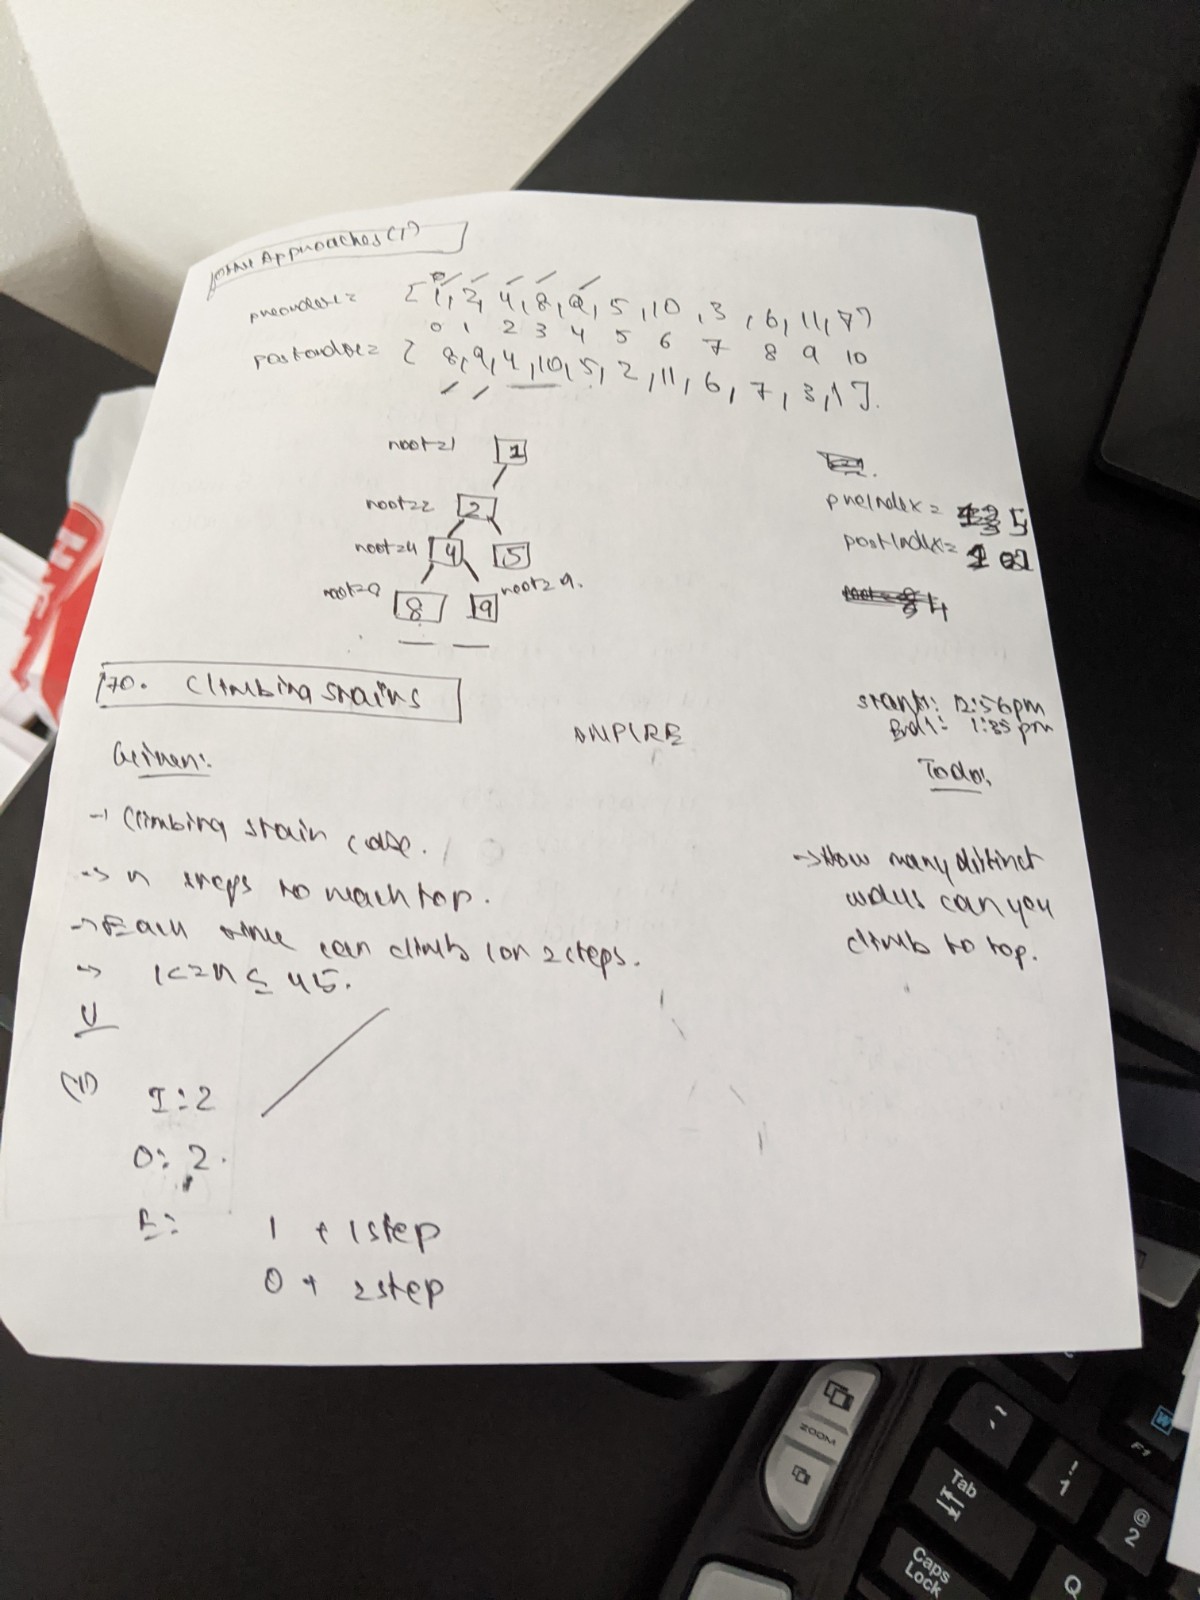 Other Approaches (1)
preorder = [1, 2, 4, 8, 9, 5, 10, 3, 6, 11, 7]
0 1 2 3 4 5 6 7 8 9 10
postorder = [8, 9, 4, 10, 5, 2, 11, 6, 7, 3, 1].
root=1 1
root=2 2
root=4 4 5
8 9 root=9.
preIndex = 5
postIndex =
70. Climbing Stairs
UMPIRE
Start: 12:56pm
End: 1:35 pm
Given:
Todo:
→ Climbing stair case.
→ n steps to reach top.
→ Each time can climb 1 or 2 steps.
→ 1<=n≤ 45.
→ How many distinct
ways can you
climb to top.
U
(1)
I: 2
O: 2.
E: 1 + 1step
0 + 2step
ZOOM
Tab
Caps
Lock
F1
!
1
@
2
Q
W
~